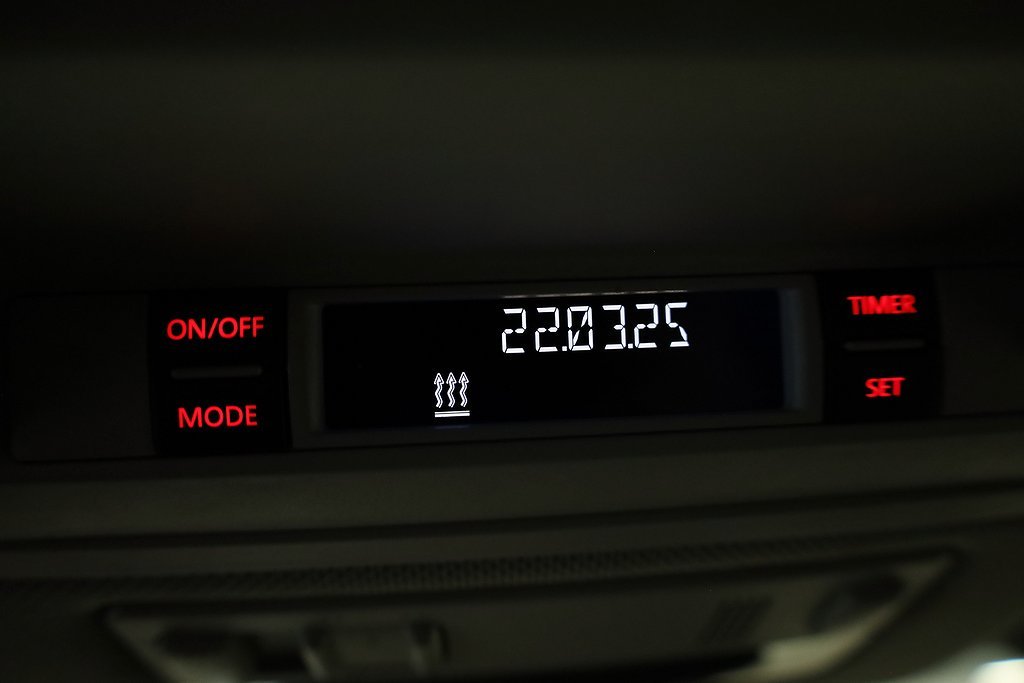 ON/OFF
MODE
22.03.25
TIMER
SET